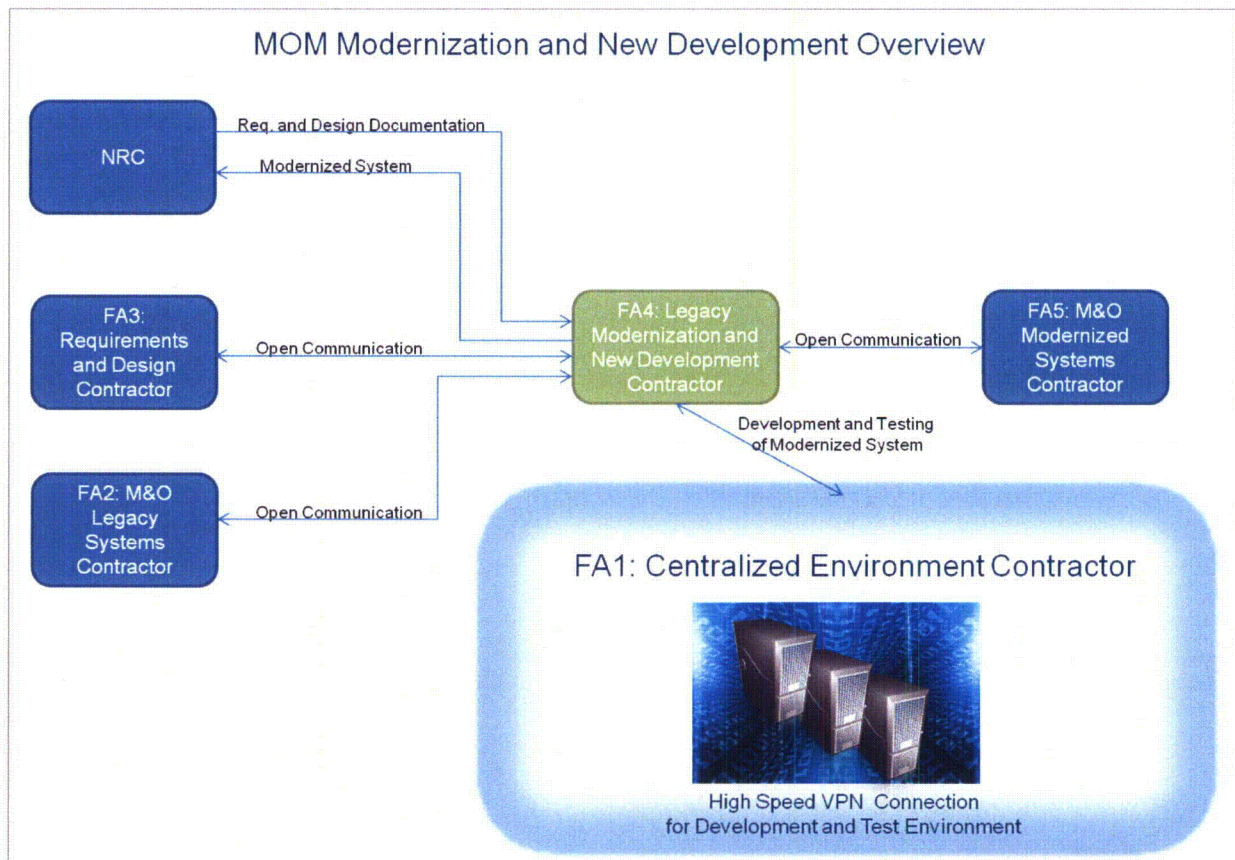 MOM Modernization and New Development Overview
NRC
Req. and Design Documentation
Modernized System
FA3:
Requirements
and Design
Contractor
Open Communication
FA4: Legacy
Modernization and
New Development
Contractor
Open Communication
FA5: M&O
Modernized
Systems
Contractor
Development and Testing
of Modernized System
FA2: M&O
Legacy
Systems
Contractor
Open Communication
FA1: Centralized Environment Contractor
High Speed VPN Connection
for Development and Test Environment